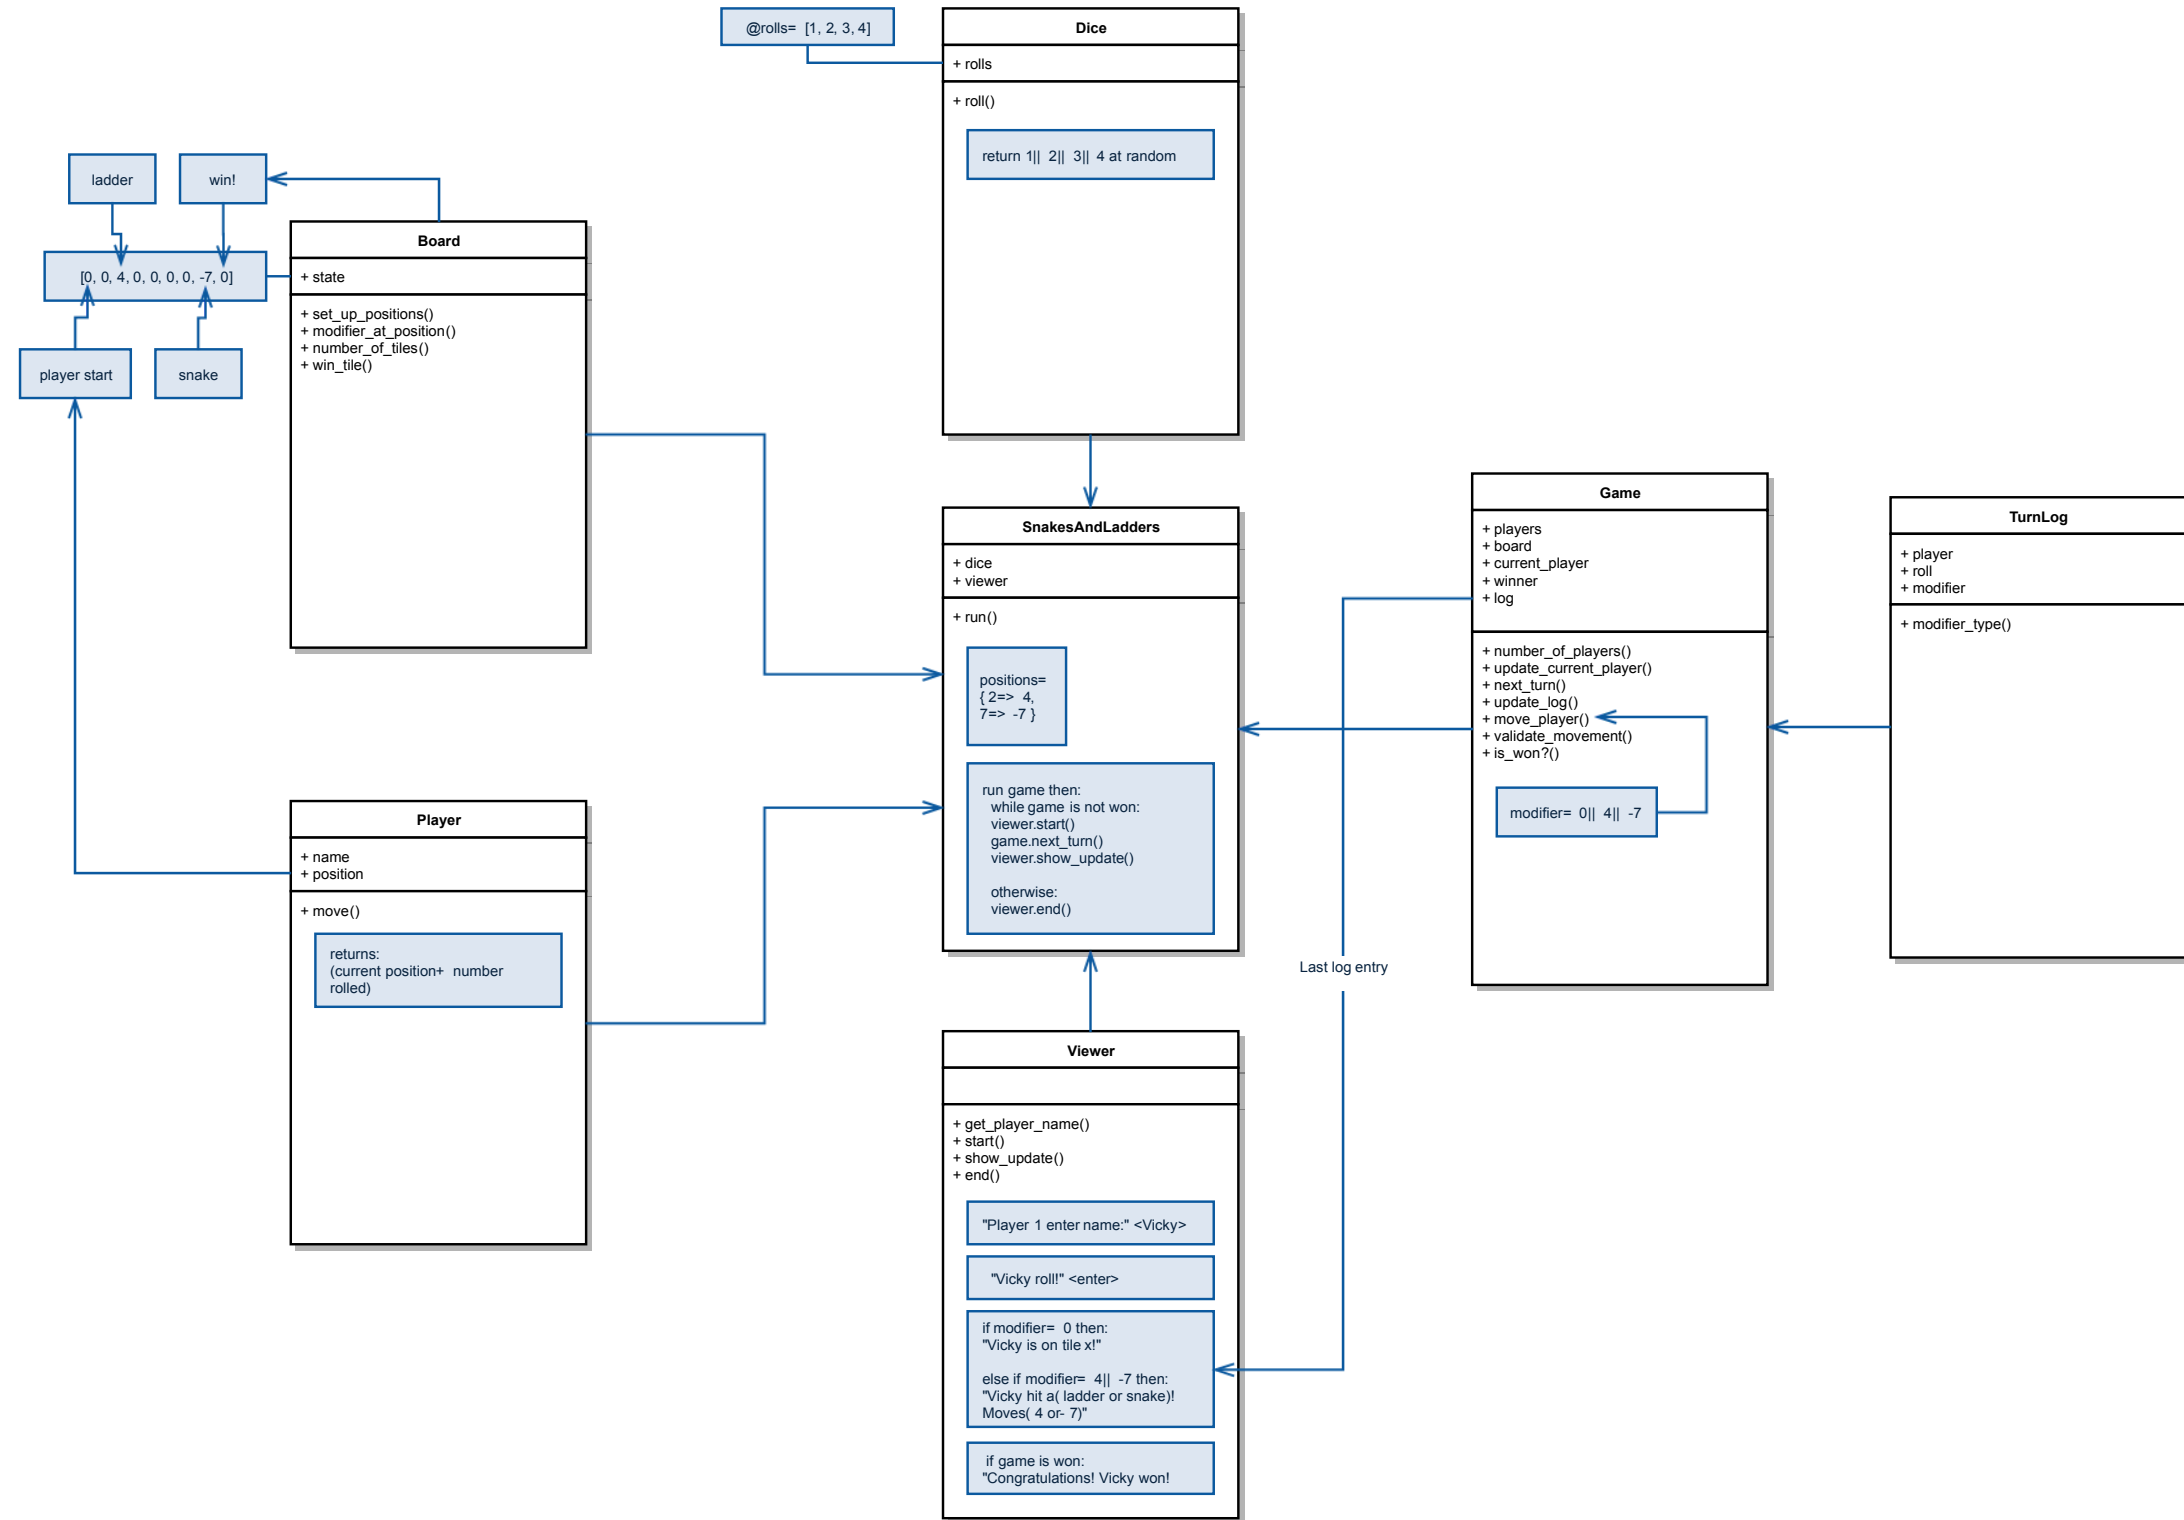 @rolls=  [1, 2, 3, 4]
Dice
+ rolls
+ roll()
return 1||  2||  3||  4 at random
ladder
win!
[0, 0, 4, 0, 0, 0, 0, -7, 0]
player start
snake
Board
+ state
+ set_up_positions()
+ modifier_at_position()
+ number_of_tiles()
+ win_tile()
SnakesAndLadders
+ dice
+ viewer
+ run()
positions=
{ 2=>  4,
7=>  -7 }
run game then:
while game is not won:
viewer.start()
game.next_turn()
viewer.show_update()
otherwise:
viewer.end()
Game
+ players
+ board
+ current_player
+ winner
+ log
+ number_of_players()
+ update_current_player()
+ next_turn()
+ update_log()
+ move_player()
+ validate_movement()
+ is_won?()
modifier=  0||  4||  -7
TurnLog
+ player
+ roll
+ modifier
+ modifier_type()
Player
+ name
+ position
+ move()
returns:
(current position+  number
rolled)
Last log entry
Viewer
+ get_player_name()
+ start()
+ show_update()
+ end()
"Player 1 enter name:" <Vicky>
"Vicky roll!" <enter>
if modifier=  0 then:
"Vicky is on tile x!"
else if modifier=  4||  -7 then:
"Vicky hit a( ladder or snake)!
Moves( 4 or- 7)"
if game is won:
"Congratulations! Vicky won!